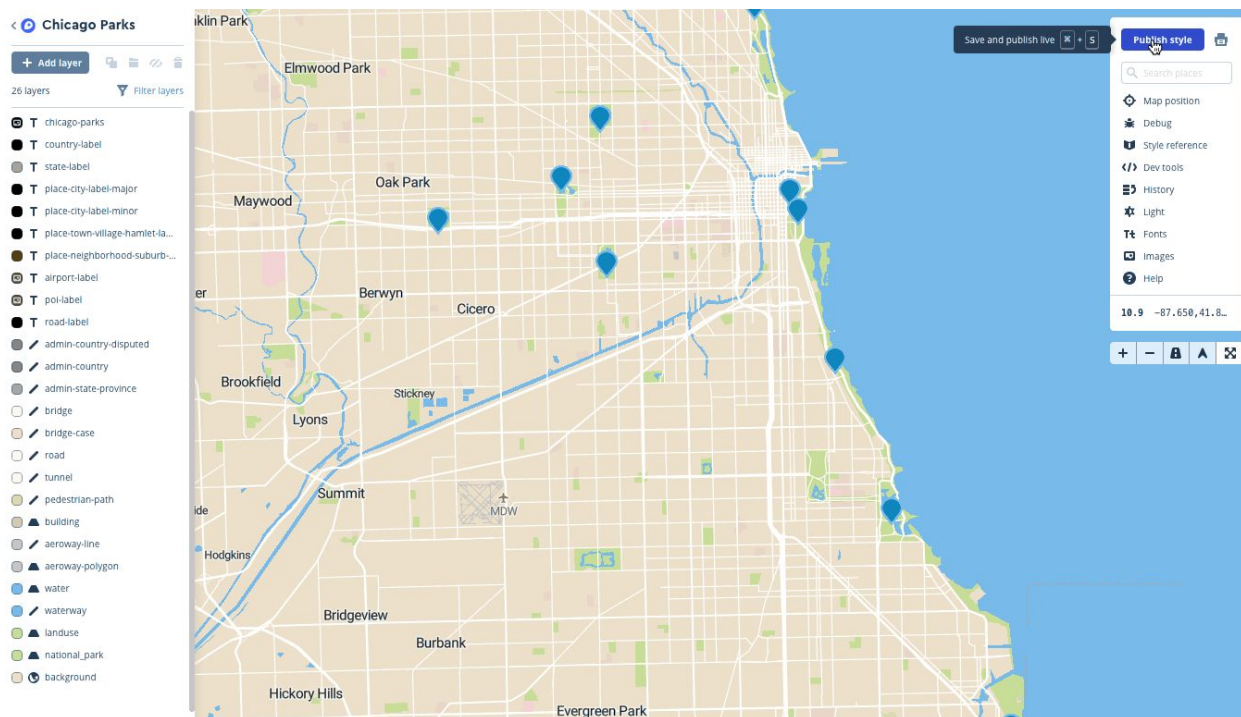 Chicago Parks
+ Add layer
26 layers
Filter layers
chicago-parks
country-label
state-label
place-city-label-major
place-city-label-minor
place-town-village-hamlet-la...
place-neighborhood-suburb-...
airport-label
poi-label
road-label
admin-country-disputed
admin-country
admin-state-province
bridge
bridge-case
road
tunnel
pedestrian-path
building
aeroway-line
aeroway-polygon
water
waterway
landuse
national_park
background
nklin Park
Elmwood Park
Oak Park
Maywood
er
Berwyn
Cicero
Brookfield
Stickney
Lyons
Summit
ide
MDW
Hodgkins
Bridgeview
Burbank
Hickory Hills
Evergreen Park
Save and publish live ⌘ + S
Publish style
Search places
Map position
Debug
Style reference
Dev tools
History
Light
Fonts
Images
Help
10.9 -87.650,41.8...